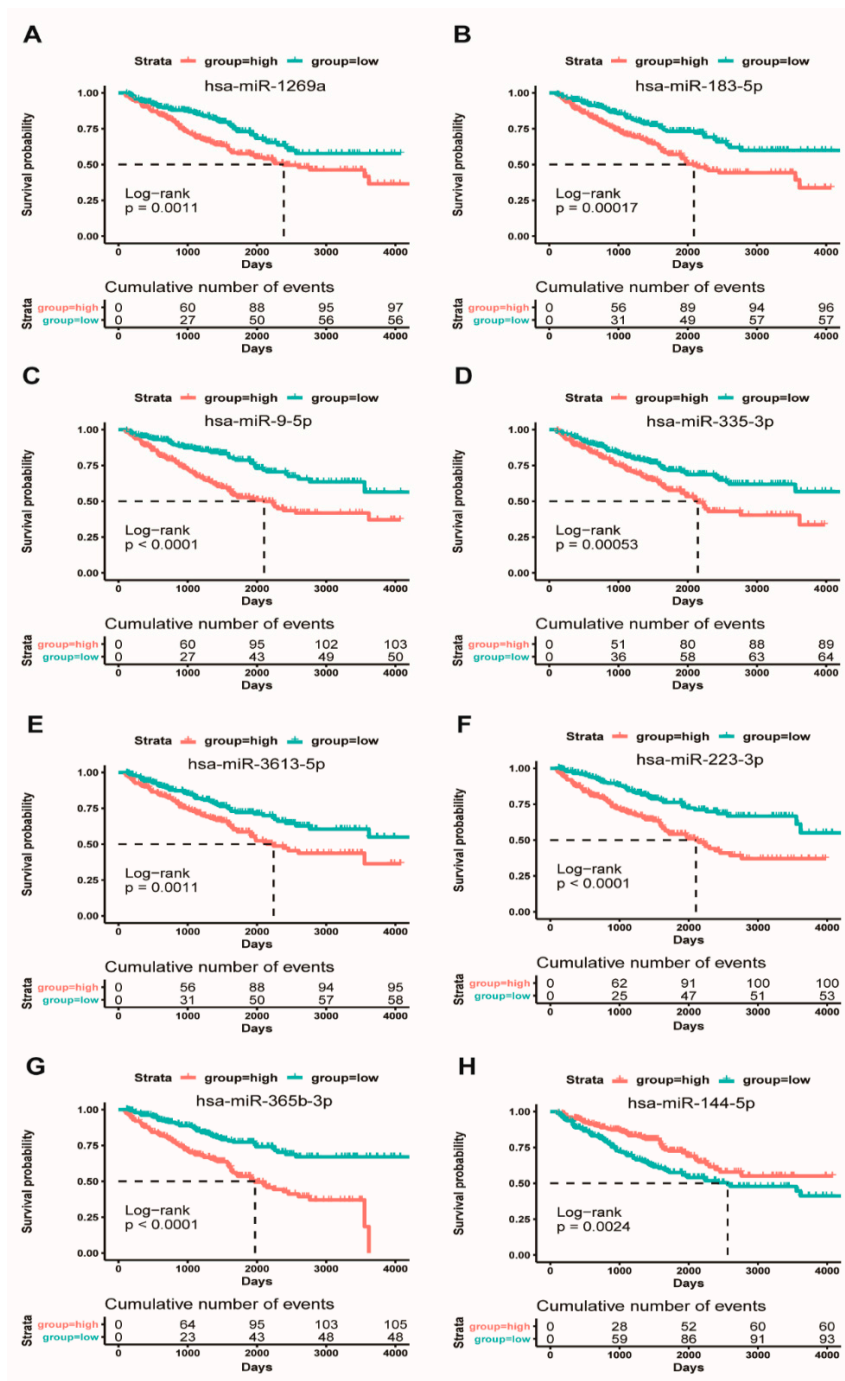 A
Strata group=high group=low
hsa-miR-1269a
Survival probability
1.00
0.75
0.50
0.25
0.00
Log-rank
p = 0.0011
0 1000 2000 3000 4000
Days
Cumulative number of events
Strata
group=high 0 60 88 95 97
group=low 0 27 50 56 56
0 1000 2000 3000 4000
Days
B
Strata group=high group=low
hsa-miR-183-5p
Survival probability
1.00
0.75
0.50
0.25
0.00
Log-rank
p = 0.00017
0 1000 2000 3000 4000
Days
Cumulative number of events
Strata
group=high 0 56 89 94 96
group=low 0 31 49 57 57
0 1000 2000 3000 4000
Days
C
Strata group=high group=low
hsa-miR-9-5p
Survival probability
1.00
0.75
0.50
0.25
0.00
Log-rank
p < 0.0001
0 1000 2000 3000 4000
Days
Cumulative number of events
Strata
group=high 0 60 95 102 103
group=low 0 27 43 49 50
0 1000 2000 3000 4000
Days
D
Strata group=high group=low
hsa-miR-335-3p
Survival probability
1.00
0.75
0.50
0.25
0.00
Log-rank
p = 0.00053
0 1000 2000 3000 4000
Days
Cumulative number of events
Strata
group=high 0 51 80 88 89
group=low 0 36 58 63 64
0 1000 2000 3000 4000
Days
E
Strata group=high group=low
hsa-miR-3613-5p
Survival probability
1.00
0.75
0.50
0.25
0.00
Log-rank
p = 0.0011
0 1000 2000 3000 4000
Days
Cumulative number of events
Strata
group=high 0 56 88 94 95
group=low 0 31 50 57 58
0 1000 2000 3000 4000
Days
F
Strata group=high group=low
hsa-miR-223-3p
Survival probability
1.00
0.75
0.50
0.25
0.00
Log-rank
p < 0.0001
0 1000 2000 3000 4000
Days
Cumulative number of events
Strata
group=high 0 62 91 100 100
group=low 0 25 47 51 53
0 1000 2000 3000 4000
Days
G
Strata group=high group=low
hsa-miR-365b-3p
Survival probability
1.00
0.75
0.50
0.25
0.00
Log-rank
p < 0.0001
0 1000 2000 3000 4000
Days
Cumulative number of events
Strata
group=high 0 64 95 103 105
group=low 0 23 43 48 48
0 1000 2000 3000 4000
Days
H
Strata group=high group=low
hsa-miR-144-5p
Survival probability
1.00
0.75
0.50
0.25
0.00
Log-rank
p = 0.0024
0 1000 2000 3000 4000
Days
Cumulative number of events
Strata
group=high 0 28 52 60 60
group=low 0 59 86 91 93
0 1000 2000 3000 4000
Days